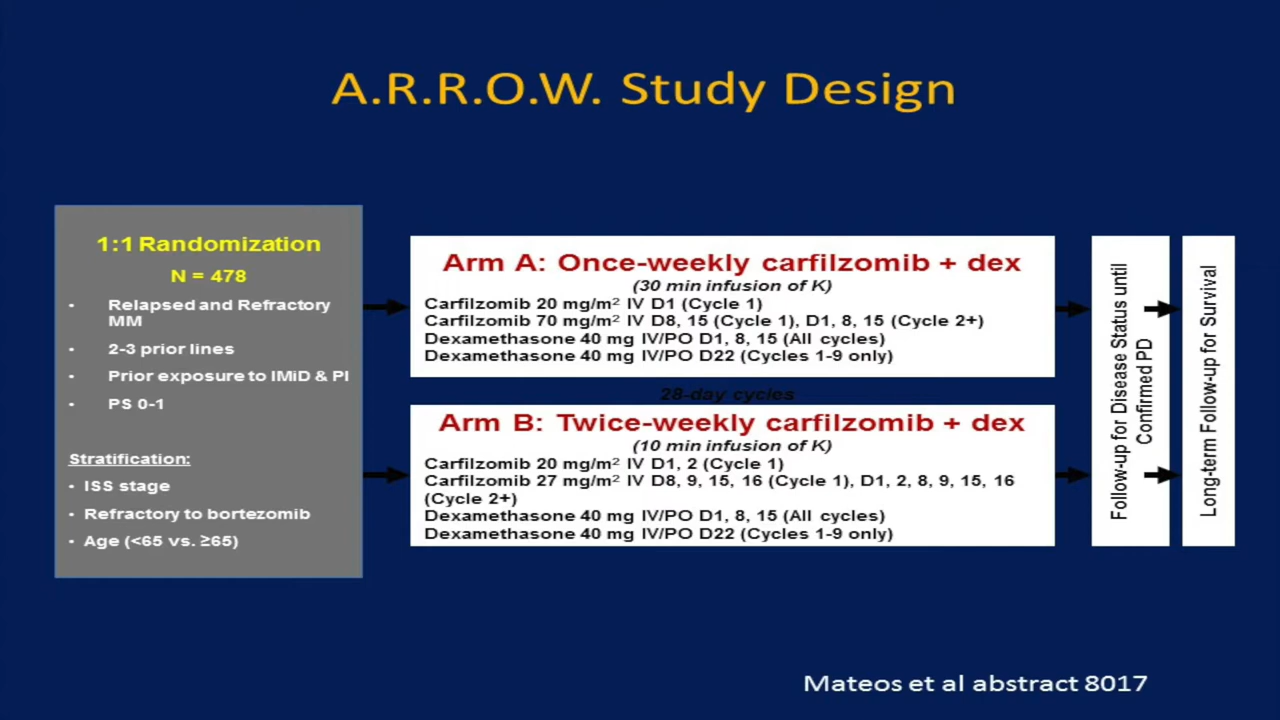 A.R.R.O.W. Study Design
1:1 Randomization
N = 478
• Relapsed and Refractory
MM
• 2-3 prior lines
• Prior exposure to IMiD & PI
• PS 0-1
Stratification:
• ISS stage
• Refractory to bortezomib
• Age (<65 vs. ≥65)
Arm A: Once-weekly carfilzomib + dex
(30 min infusion of K)
Carfilzomib 20 mg/m² IV D1 (Cycle 1)
Carfilzomib 70 mg/m² IV D8, 15 (Cycle 1), D1, 8, 15 (Cycle 2+)
Dexamethasone 40 mg IV/PO D1, 8, 15 (All cycles)
Dexamethasone 40 mg IV/PO D22 (Cycles 1-9 only)
28-day cycles
Arm B: Twice-weekly carfilzomib + dex
(10 min infusion of K)
Carfilzomib 20 mg/m² IV D1, 2 (Cycle 1)
Carfilzomib 27 mg/m² IV D8, 9, 15, 16 (Cycle 1), D1, 2, 8, 9, 15, 16
(Cycle 2+)
Dexamethasone 40 mg IV/PO D1, 8, 15 (All cycles)
Dexamethasone 40 mg IV/PO D22 (Cycles 1-9 only)
Follow-up for Disease Status until
Confirmed PD
Long-term Follow-up for Survival
Mateos et al abstract 8017